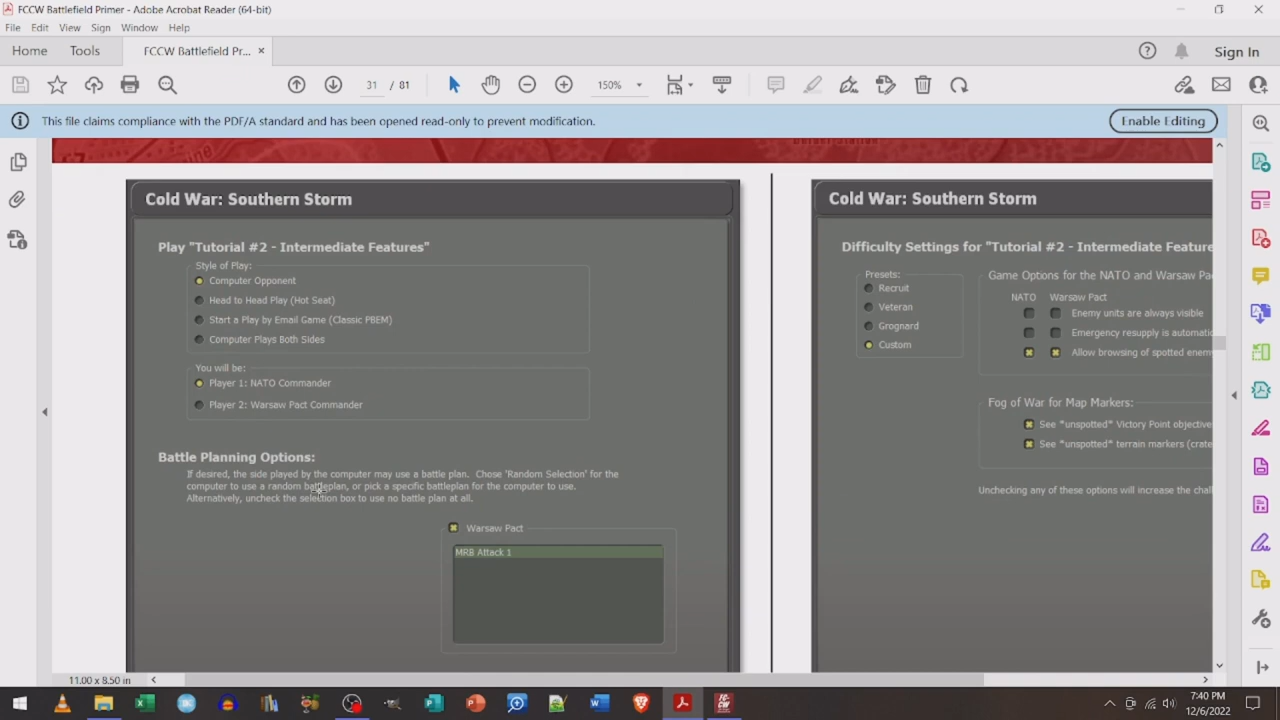 FCCW Battlefield Primer - Adobe Acrobat Reader (64-bit)
File Edit View Sign Window Help
Home Tools FCCW Battlefield Pr... × Sign In
31 / 81 150%
This file claims compliance with the PDF/A standard and has been opened read-only to prevent modification. Enable Editing
Cold War: Southern Storm
Play "Tutorial #2 - Intermediate Features"
Style of Play:
Computer Opponent
Head to Head Play (Hot Seat)
Start a Play by Email Game (Classic PBEM)
Computer Plays Both Sides
You will be:
Player 1: NATO Commander
Player 2: Warsaw Pact Commander
Battle Planning Options:
If desired, the side played by the computer may use a battle plan. Chose 'Random Selection' for the
computer to use a random battleplan, or pick a specific battleplan for the computer to use.
Alternatively, uncheck the selection box to use no battle plan at all.
Warsaw Pact
MRB Attack 1
Cold War: Southern Storm
Difficulty Settings for "Tutorial #2 - Intermediate Feature
Presets:
Recruit
Veteran
Grognard
Custom
Game Options for the NATO and Warsaw Pa
NATO Warsaw Pact
Enemy units are always visible
Emergency resupply is automati
Allow browsing of spotted enem
Fog of War for Map Markers:
See "unspotted" Victory Point objective
See "unspotted" terrain markers (crate
Unchecking any of these options will increase the chal
11.00 x 8.50 in
7:40 PM
12/6/2022